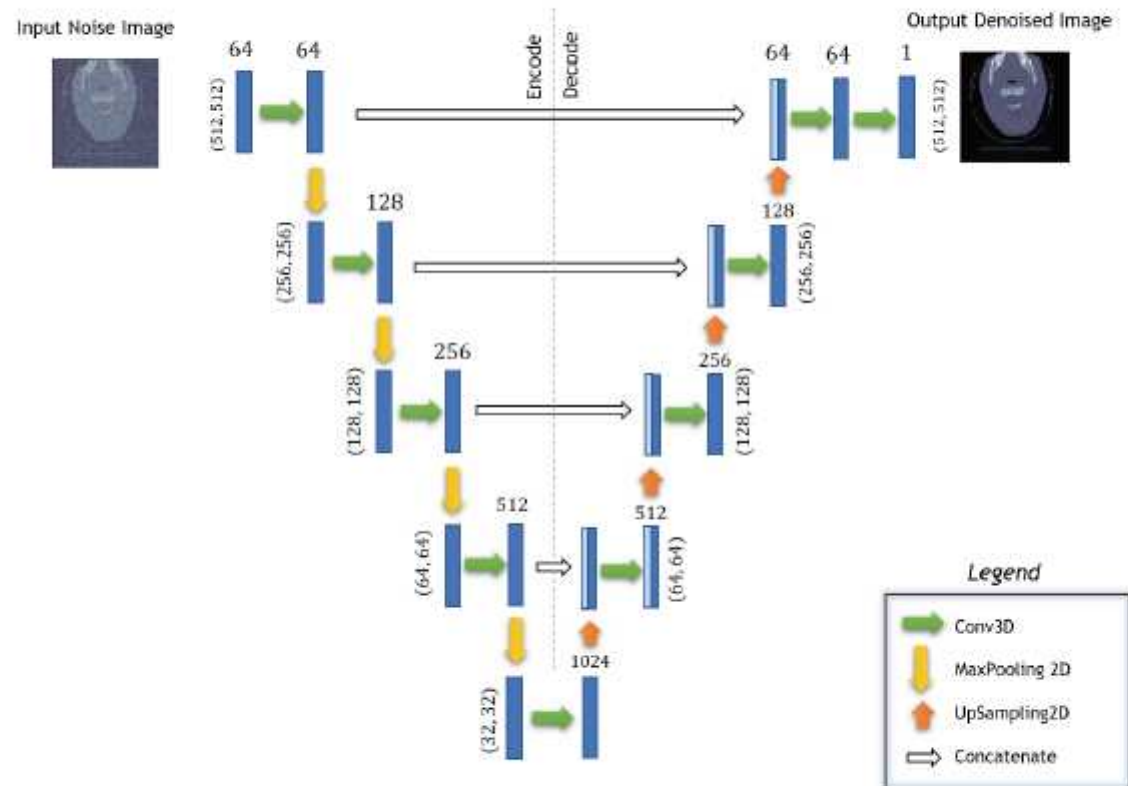 Input Noise Image
Output Denoised Image
64
64
64
64
1
(512,512)
(512,512)
Encode
Decode
128
128
(256,256)
(256,256)
256
256
(128,128)
(128,128)
512
512
(64,64)
(64,64)
1024
(32,32)
Legend
Conv3D
MaxPooling 2D
UpSampling2D
Concatenate